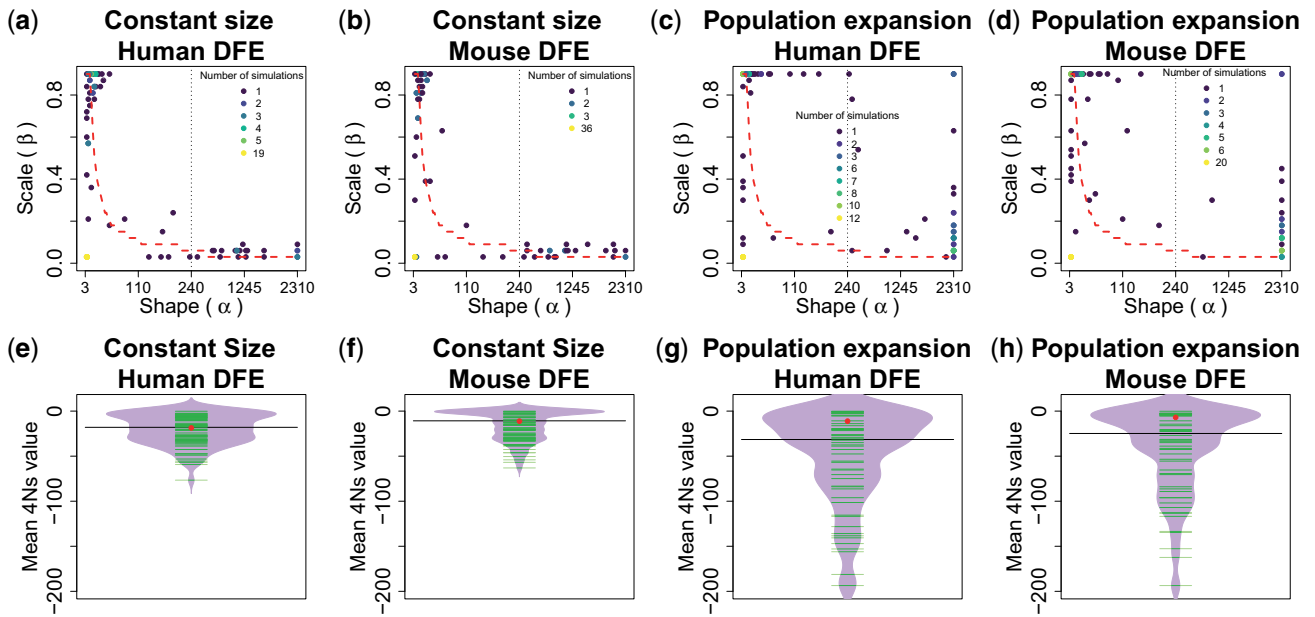 (a) Constant size
Human DFE
Number of simulations
1
2
3
4
5
19
Scale ( β )
0.0 0.4 0.8
3 110 240 1245 2310
Shape ( α )
(b) Constant size
Mouse DFE
Number of simulations
1
2
3
36
Scale ( β )
0.0 0.4 0.8
3 110 240 1245 2310
Shape ( α )
(c) Population expansion
Human DFE
Number of simulations
1
2
3
6
7
8
10
12
Scale ( β )
0.0 0.4 0.8
3 110 240 1245 2310
Shape ( α )
(d) Population expansion
Mouse DFE
Number of simulations
1
2
3
4
5
6
20
Scale ( β )
0.0 0.4 0.8
3 110 240 1245 2310
Shape ( α )
(e) Constant Size
Human DFE
Mean 4Ns value
−200 −100 0
(f) Constant Size
Mouse DFE
Mean 4Ns value
−200 −100 0
(g) Population expansion
Human DFE
Mean 4Ns value
−200 −100 0
(h) Population expansion
Mouse DFE
Mean 4Ns value
−200 −100 0